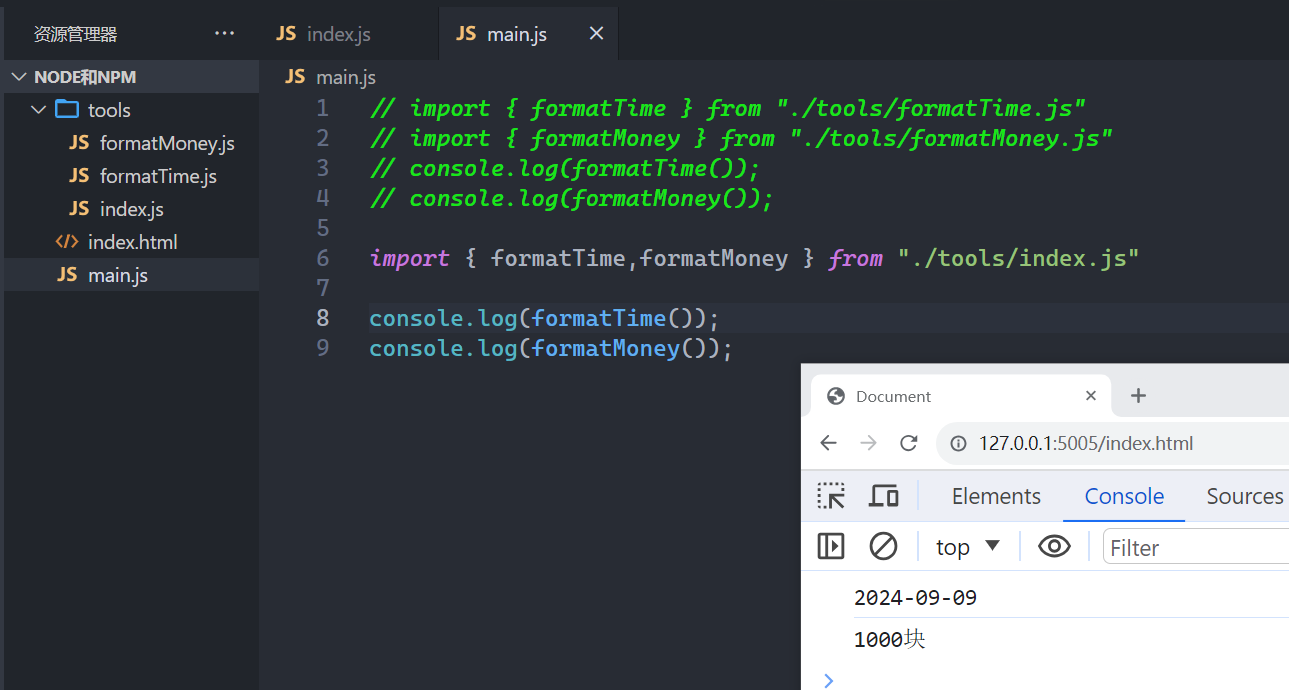 资源管理器 ···
JS index.js
JS main.js ×
NODE和NPM
tools
JS formatMoney.js
JS formatTime.js
JS index.js
</> index.html
JS main.js
JS main.js
1 // import { formatTime } from "./tools/formatTime.js"
2 // import { formatMoney } from "./tools/formatMoney.js"
3 // console.log(formatTime());
4 // console.log(formatMoney());
5
6 import { formatTime,formatMoney } from "./tools/index.js"
7
8 console.log(formatTime());
9 console.log(formatMoney());
Document × +
127.0.0.1:5005/index.html
Elements Console Sources
top ▼ Filter
2024-09-09
1000块
>